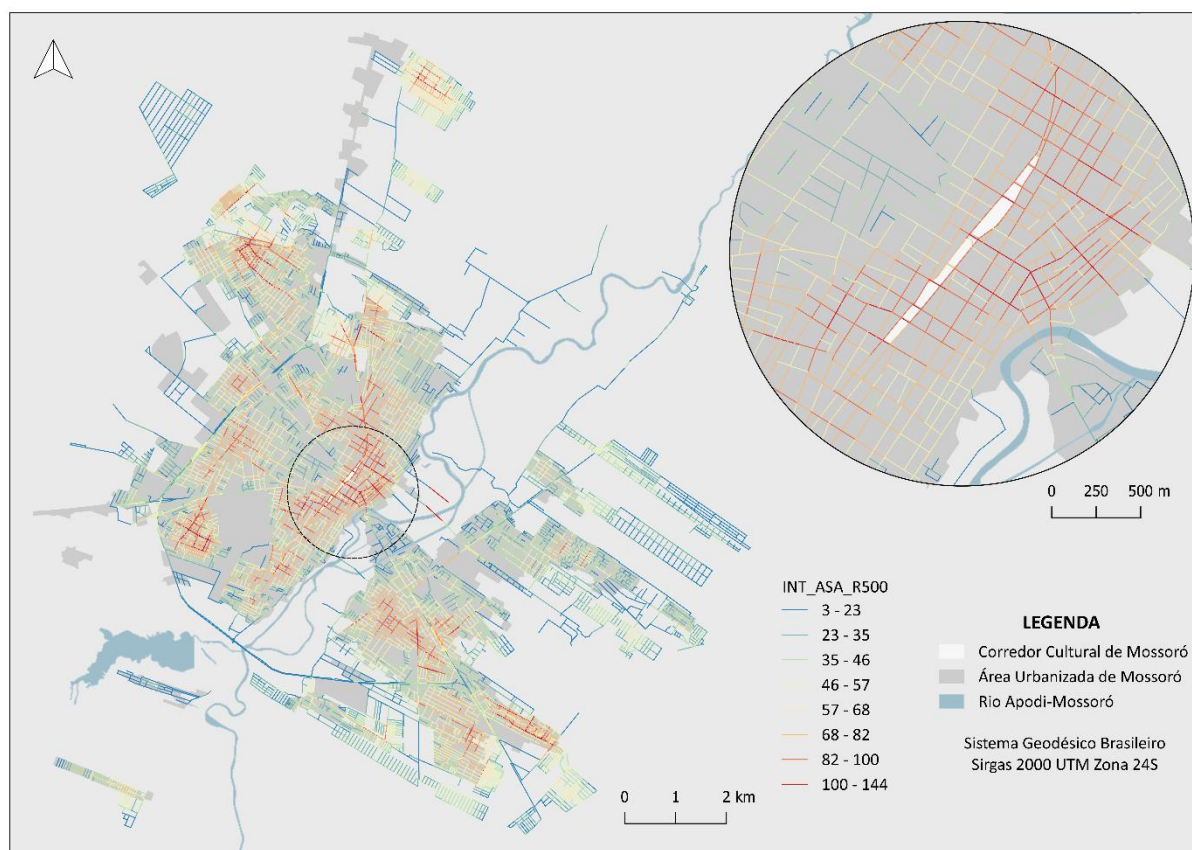 0 250 500 m
INT_ASA_R500
3 - 23
23 - 35
35 - 46
46 - 57
57 - 68
68 - 82
82 - 100
100 - 144
LEGENDA
Corredor Cultural de Mossoró
Área Urbanizada de Mossoró
Rio Apodi-Mossoró
Sistema Geodésico Brasileiro
Sirgas 2000 UTM Zona 24S
0 1 2 km